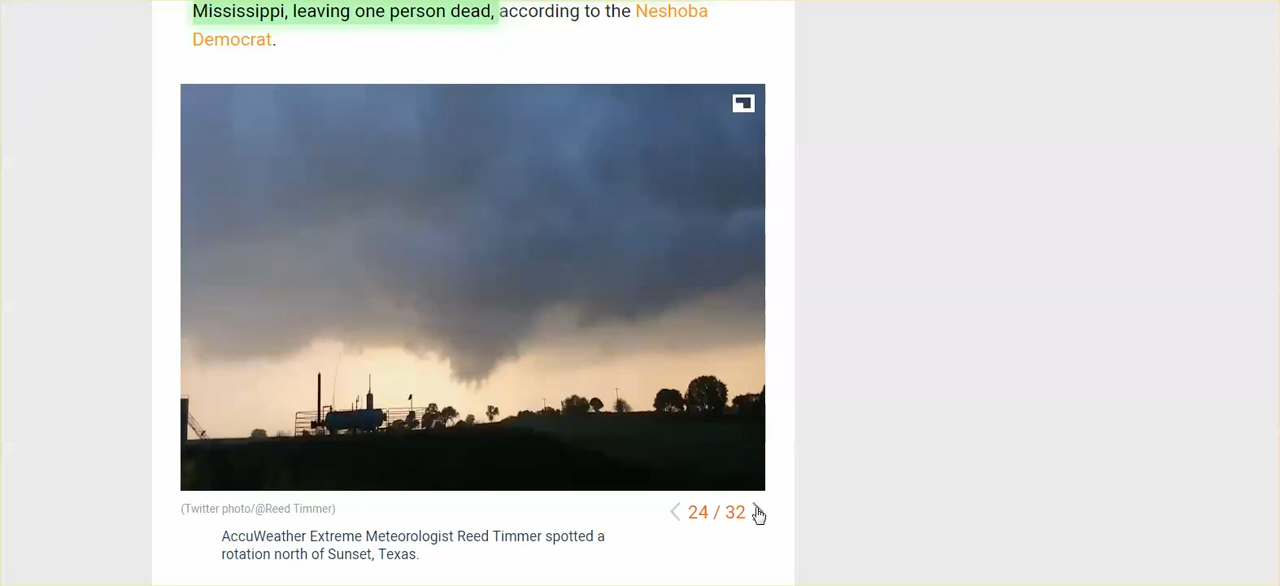 Mississippi, leaving one person dead, according to the Neshoba
Democrat.
(Twitter photo/@Reed Timmer)
24 / 32
AccuWeather Extreme Meteorologist Reed Timmer spotted a
rotation north of Sunset, Texas.